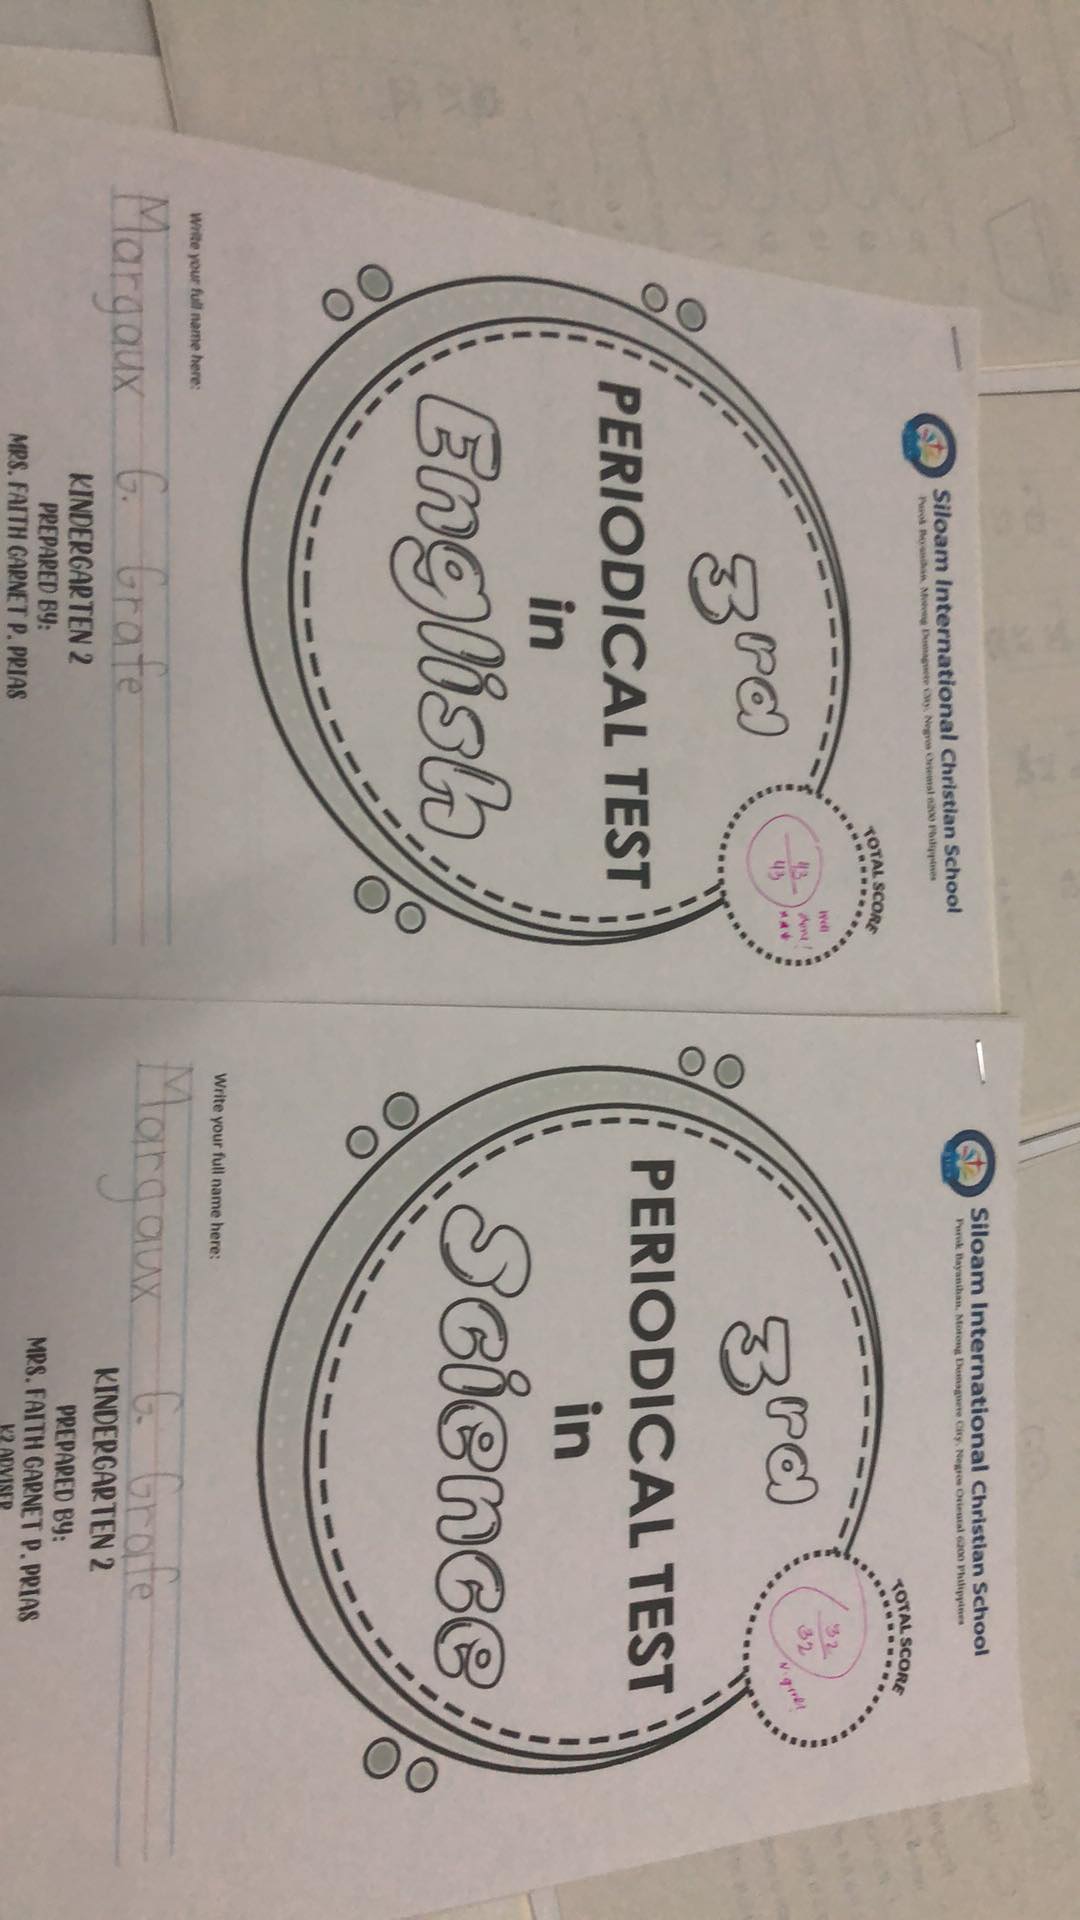 Siloam International Christian School
Purok Bayanihan, Motong Dumaguete City, Negros Oriental 6200 Philippines
TOTAL SCORE
43
43
Well
done!
3rd
PERIODICAL TEST
in
English
Write your full name here:
Margaux G. Grafe
KINDERGARTEN 2
PREPARED BY:
MRS. FAITH GARNET P. PRIAS
Siloam International Christian School
Purok Bayanihan, Motong Dumaguete City, Negros Oriental 6200 Philippines
TOTAL SCORE
32
32
3rd
PERIODICAL TEST
in
Science
Write your full name here:
Margaux G. Grafe
KINDERGARTEN 2
PREPARED BY:
MRS. FAITH GARNET P. PRIAS
K2 ADVISER